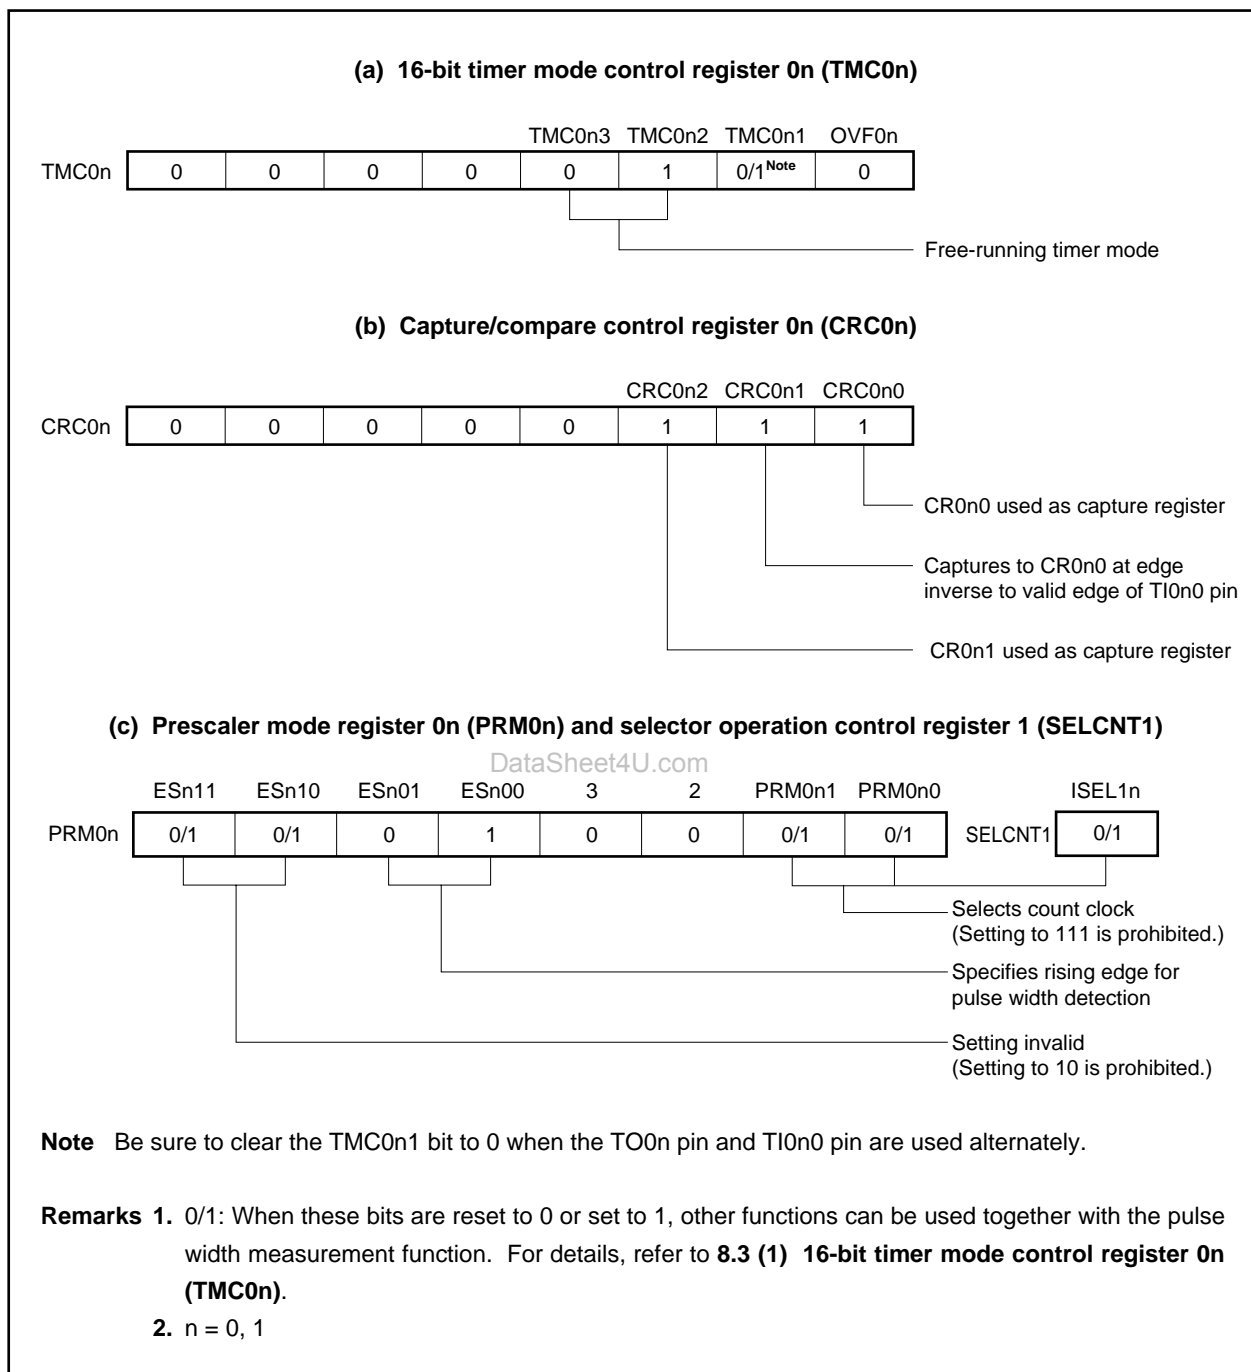 (a) 16-bit timer mode control register 0n (TMC0n)
TMC0n3 TMC0n2 TMC0n1 OVF0n
TMC0n 0 0 0 0 0 1 0/1Note 0
Free-running timer mode
(b) Capture/compare control register 0n (CRC0n)
CRC0n2 CRC0n1 CRC0n0
CRC0n 0 0 0 0 0 1 1 1
CR0n0 used as capture register
Captures to CR0n0 at edge
inverse to valid edge of TI0n0 pin
CR0n1 used as capture register
(c) Prescaler mode register 0n (PRM0n) and selector operation control register 1 (SELCNT1)
DataSheet4U.com
ESn11 ESn10 ESn01 ESn00 3 2 PRM0n1 PRM0n0 ISEL1n
PRM0n 0/1 0/1 0 1 0 0 0/1 0/1 SELCNT1 0/1
Selects count clock
(Setting to 111 is prohibited.)
Specifies rising edge for
pulse width detection
Setting invalid
(Setting to 10 is prohibited.)
Note Be sure to clear the TMC0n1 bit to 0 when the TO0n pin and TI0n0 pin are used alternately.
Remarks 1. 0/1: When these bits are reset to 0 or set to 1, other functions can be used together with the pulse
width measurement function. For details, refer to 8.3 (1) 16-bit timer mode control register 0n
(TMC0n).
2. n = 0, 1